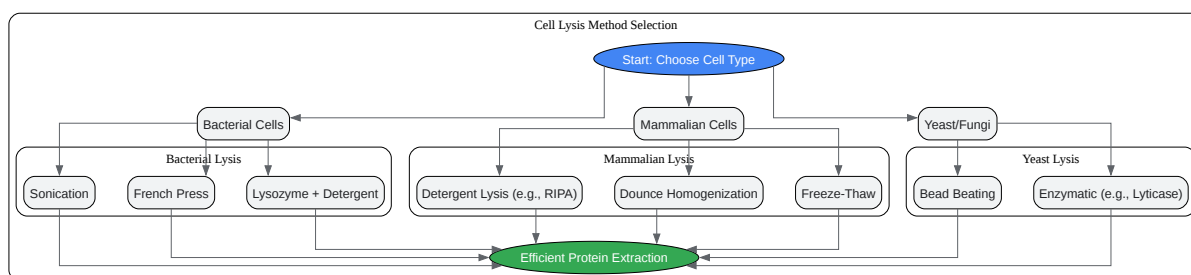 Cell Lysis Method Selection
Start: Choose Cell Type
Bacterial Cells
Mammalian Cells
Yeast/Fungi
Bacterial Lysis
Mammalian Lysis
Yeast Lysis
Sonication
French Press
Lysozyme + Detergent
Detergent Lysis (e.g., RIPA)
Dounce Homogenization
Freeze-Thaw
Bead Beating
Enzymatic (e.g., Lyticase)
Efficient Protein Extraction